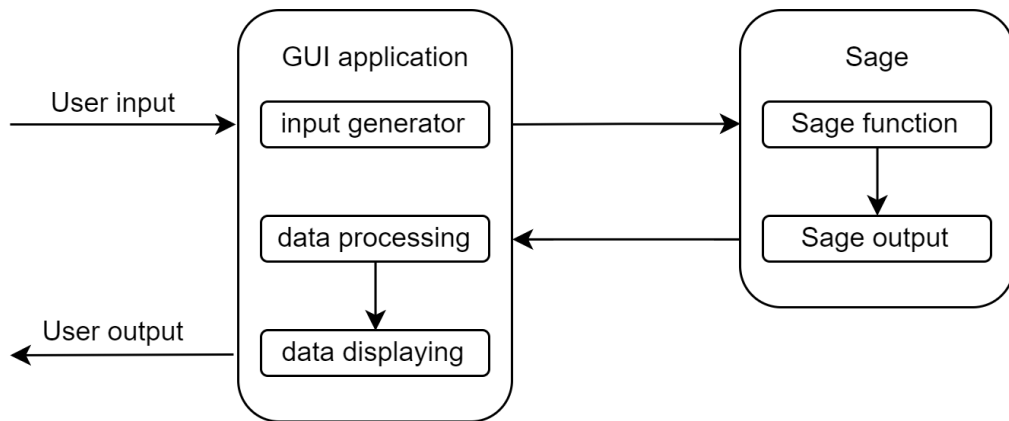 GUI application
Sage
User input
input generator
Sage function
data processing
Sage output
User output
data displaying